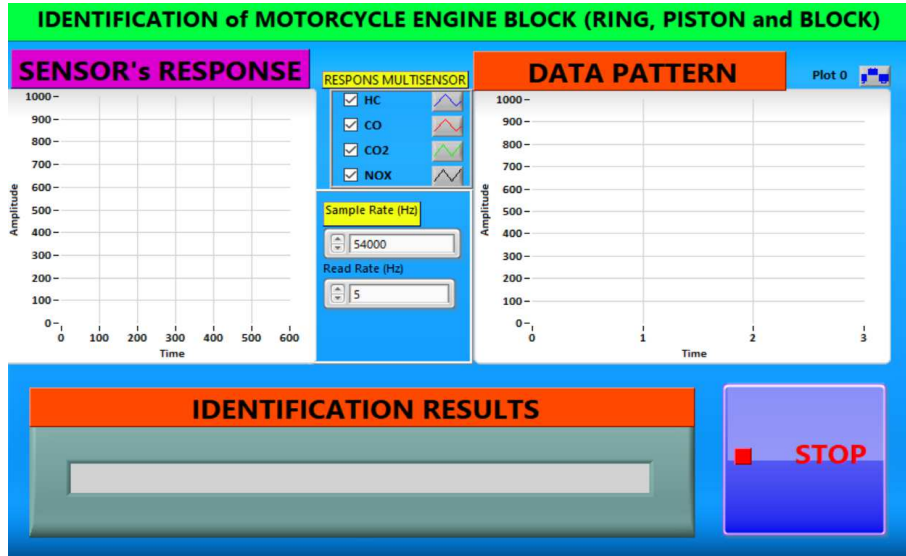 IDENTIFICATION of MOTORCYCLE ENGINE BLOCK (RING, PISTON and BLOCK)
SENSOR's RESPONSE
1000
900
800
700
600
500
400
300
200
100
0
Amplitude
0 100 200 300 400 500 600
Time
RESPONS MULTISENSOR
HC
CO
CO2
NOX
Sample Rate (Hz)
54000
Read Rate (Hz)
5
DATA PATTERN
Plot 0
1000
900
800
700
600
500
400
300
200
100
0
Amplitude
0 1 2 3
Time
IDENTIFICATION RESULTS
STOP